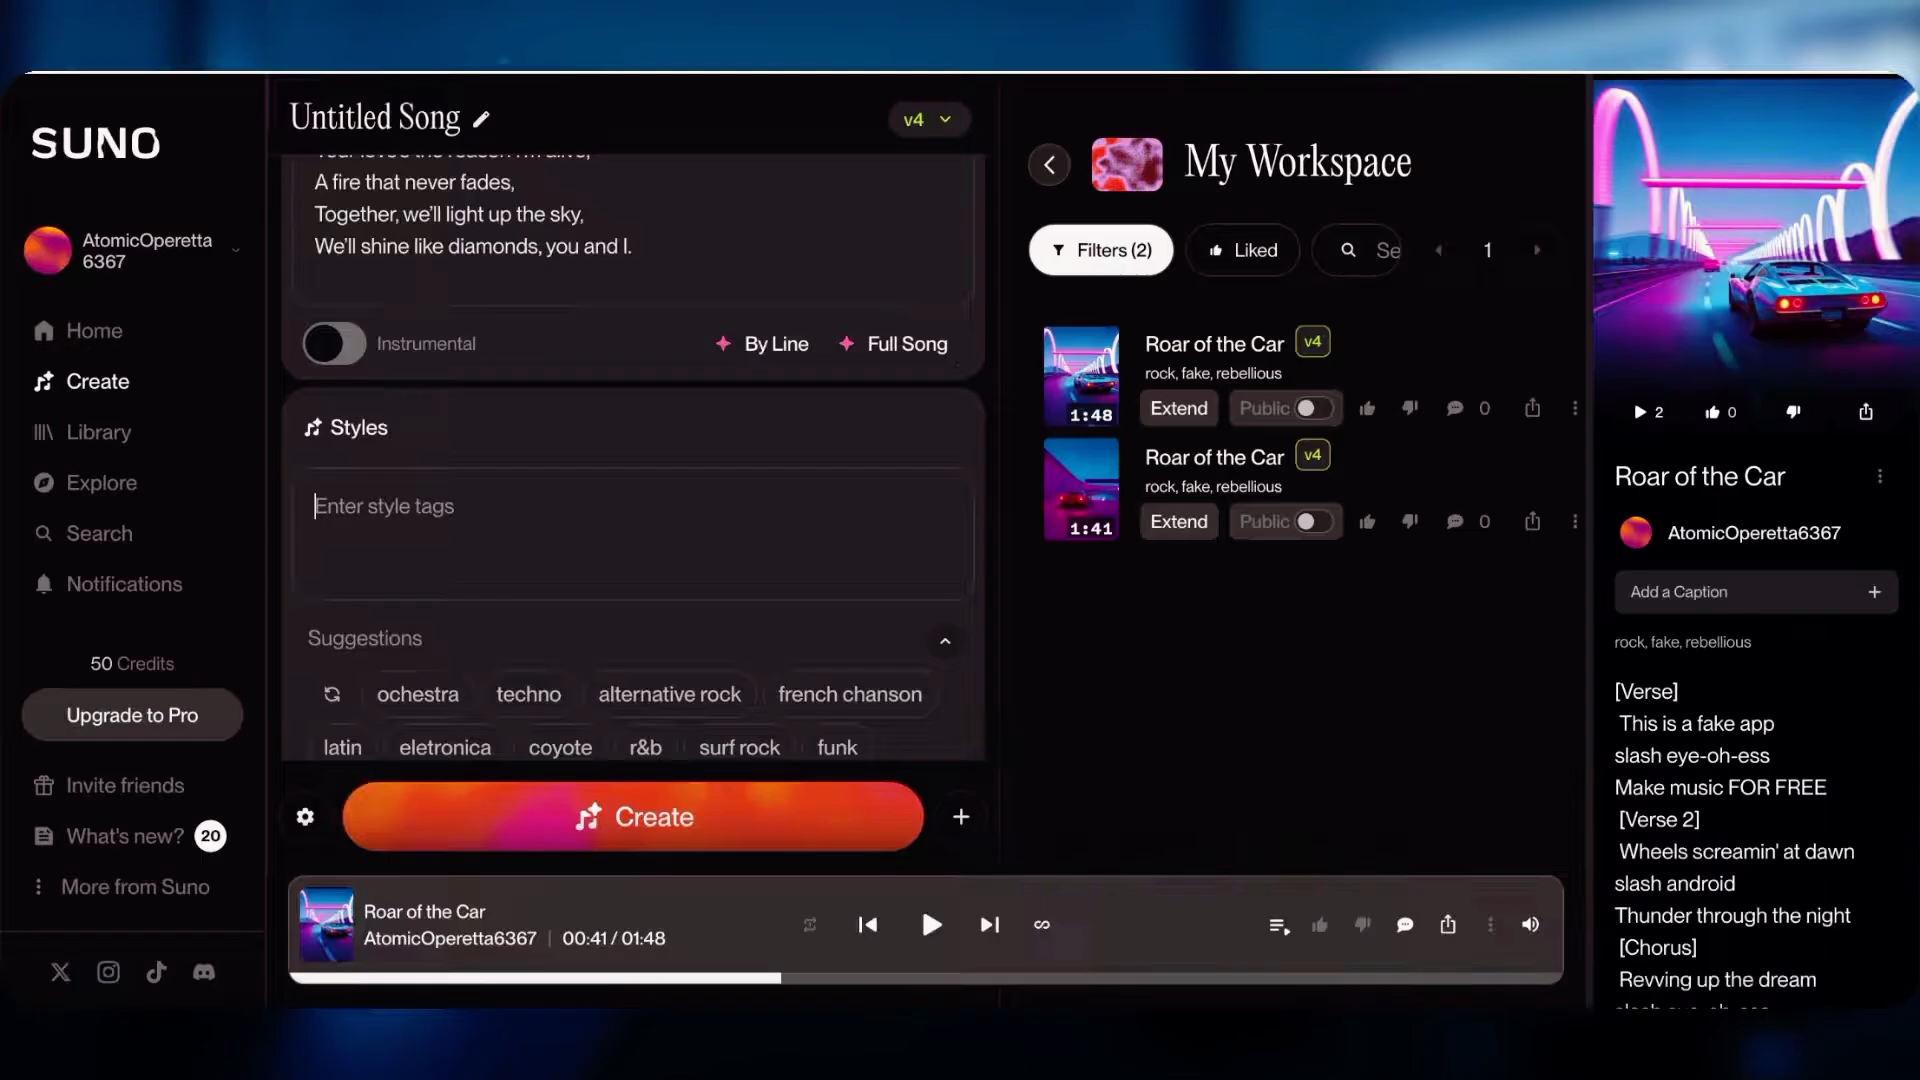 SUNO
AtomicOperetta
6367
Home
Create
Library
Explore
Search
Notifications
50 Credits
Upgrade to Pro
Invite friends
What's new? 20
More from Suno
Untitled Song
v4
A fire that never fades,
Together, we'll light up the sky,
We'll shine like diamonds, you and I.
Instrumental
By Line
Full Song
Styles
Enter style tags
Suggestions
ochestra techno alternative rock french chanson
latin eletronica coyote r&b surf rock funk
Create
My Workspace
Filters (2)
Liked
Se
1
Roar of the Car v4
rock, fake, rebellious
1:48
Extend Public 0
Roar of the Car v4
rock, fake, rebellious
1:41
Extend Public 0
Roar of the Car
AtomicOperetta6367 | 00:41 / 01:48
2 0
Roar of the Car
AtomicOperetta6367
Add a Caption
rock, fake, rebellious
[Verse]
This is a fake app
slash eye-oh-ess
Make music FOR FREE
[Verse 2]
Wheels screamin' at dawn
slash android
Thunder through the night
[Chorus]
Revving up the dream